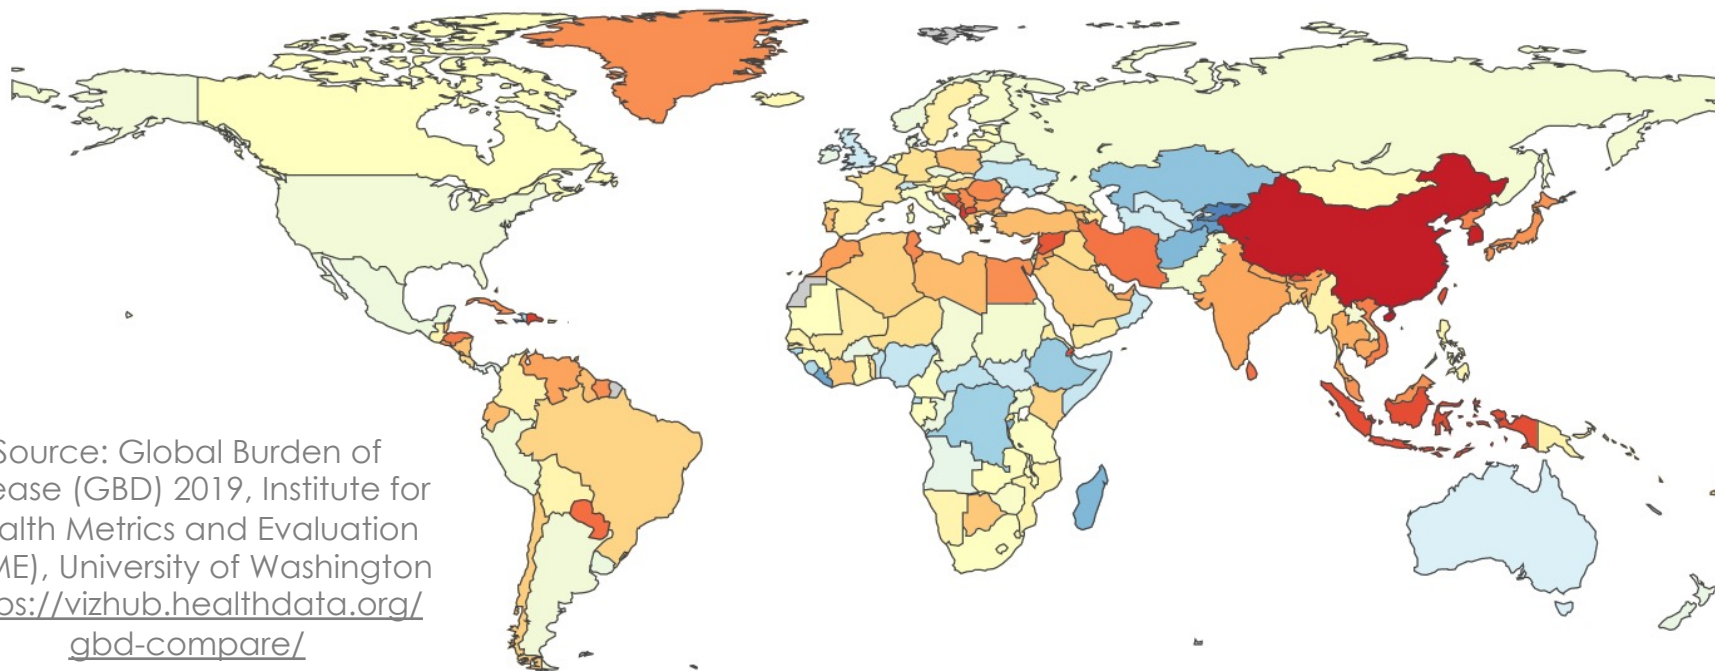 Source: Global Burden of
ease (GBD) 2019, Institute for
alth Metrics and Evaluation
ME), University of Washington
ps://vizhub.healthdata.org/
gbd-compare/